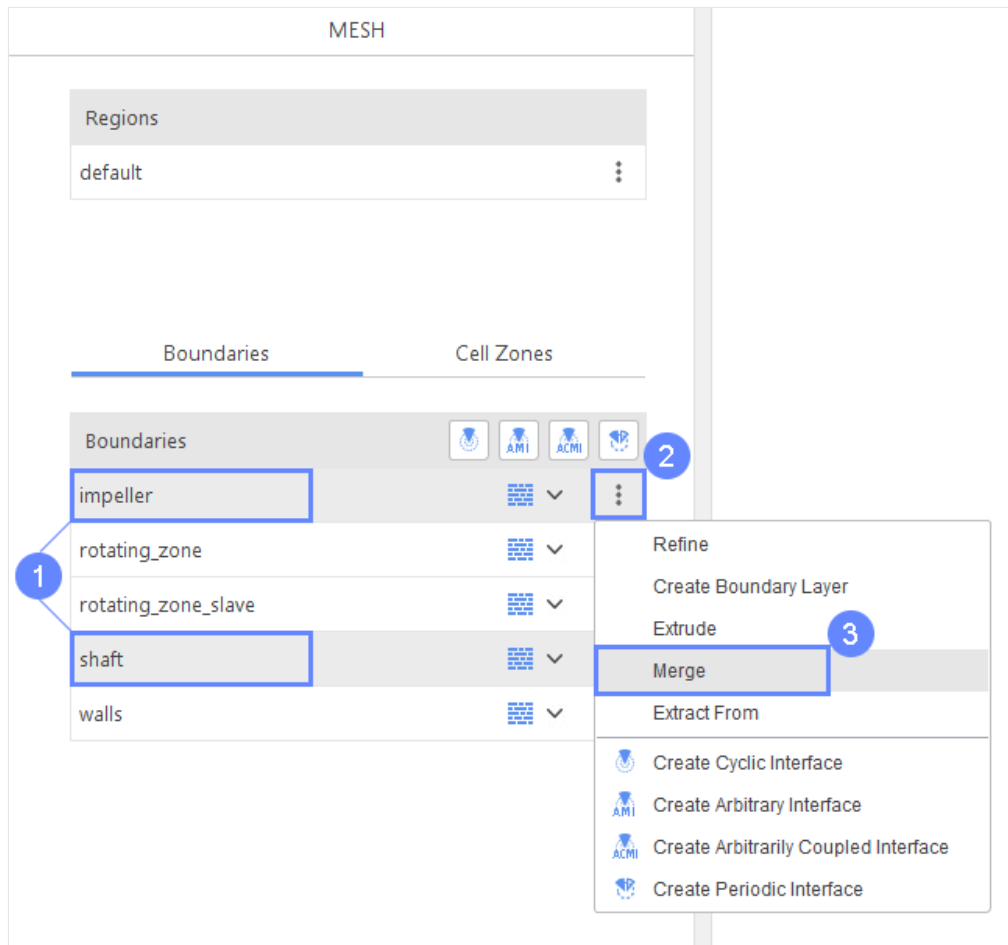 MESH
Regions
default
Boundaries Cell Zones
Boundaries AMI ACMI
2
impeller
rotating_zone
1
rotating_zone_slave
shaft
walls
Refine
Create Boundary Layer
Extrude
3
Merge
Extract From
Create Cyclic Interface
AMI Create Arbitrary Interface
ACMI Create Arbitrarily Coupled Interface
Create Periodic Interface